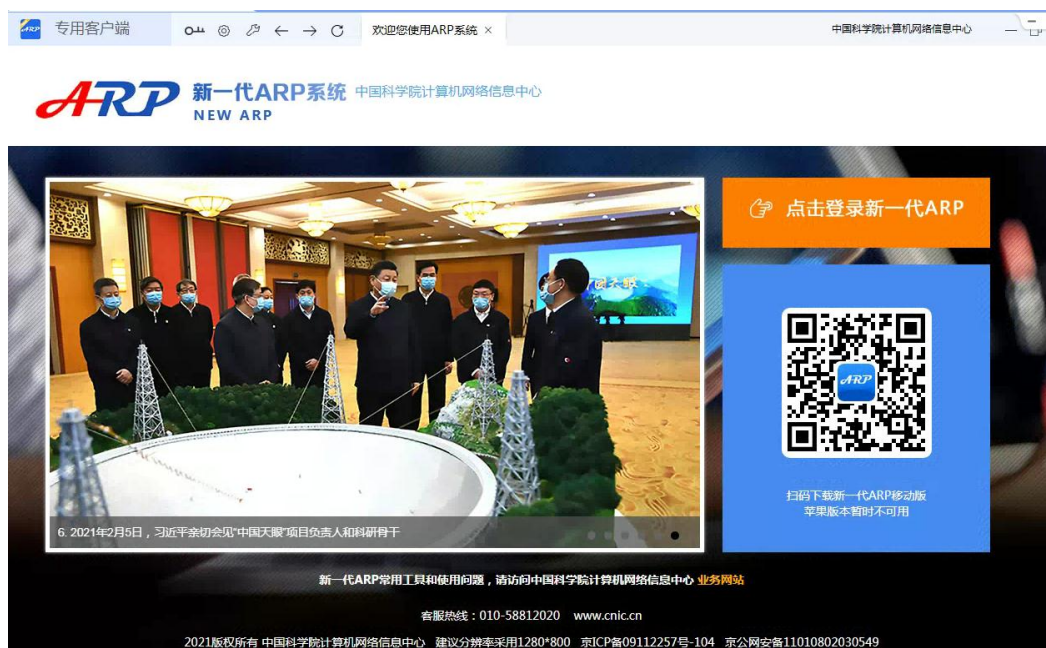 ARP 专用客户端 欢迎您使用ARP系统 × 中国科学院计算机网络信息中心
ARP 新一代ARP系统 中国科学院计算机网络信息中心
NEW ARP
点击登录新一代ARP
国天眼
ARP
扫码下载新一代ARP移动版
苹果版本暂时不可用
6. 2021年2月5日，习近平亲切会见"中国天眼"项目负责人和科研骨干
新一代ARP常用工具和使用问题，请访问中国科学院计算机网络信息中心 业务网站
客服热线：010-58812020 www.cnic.cn
2021版权所有 中国科学院计算机网络信息中心 建议分辨率采用1280*800 京ICP备09112257号-104 京公网安备11010802030549